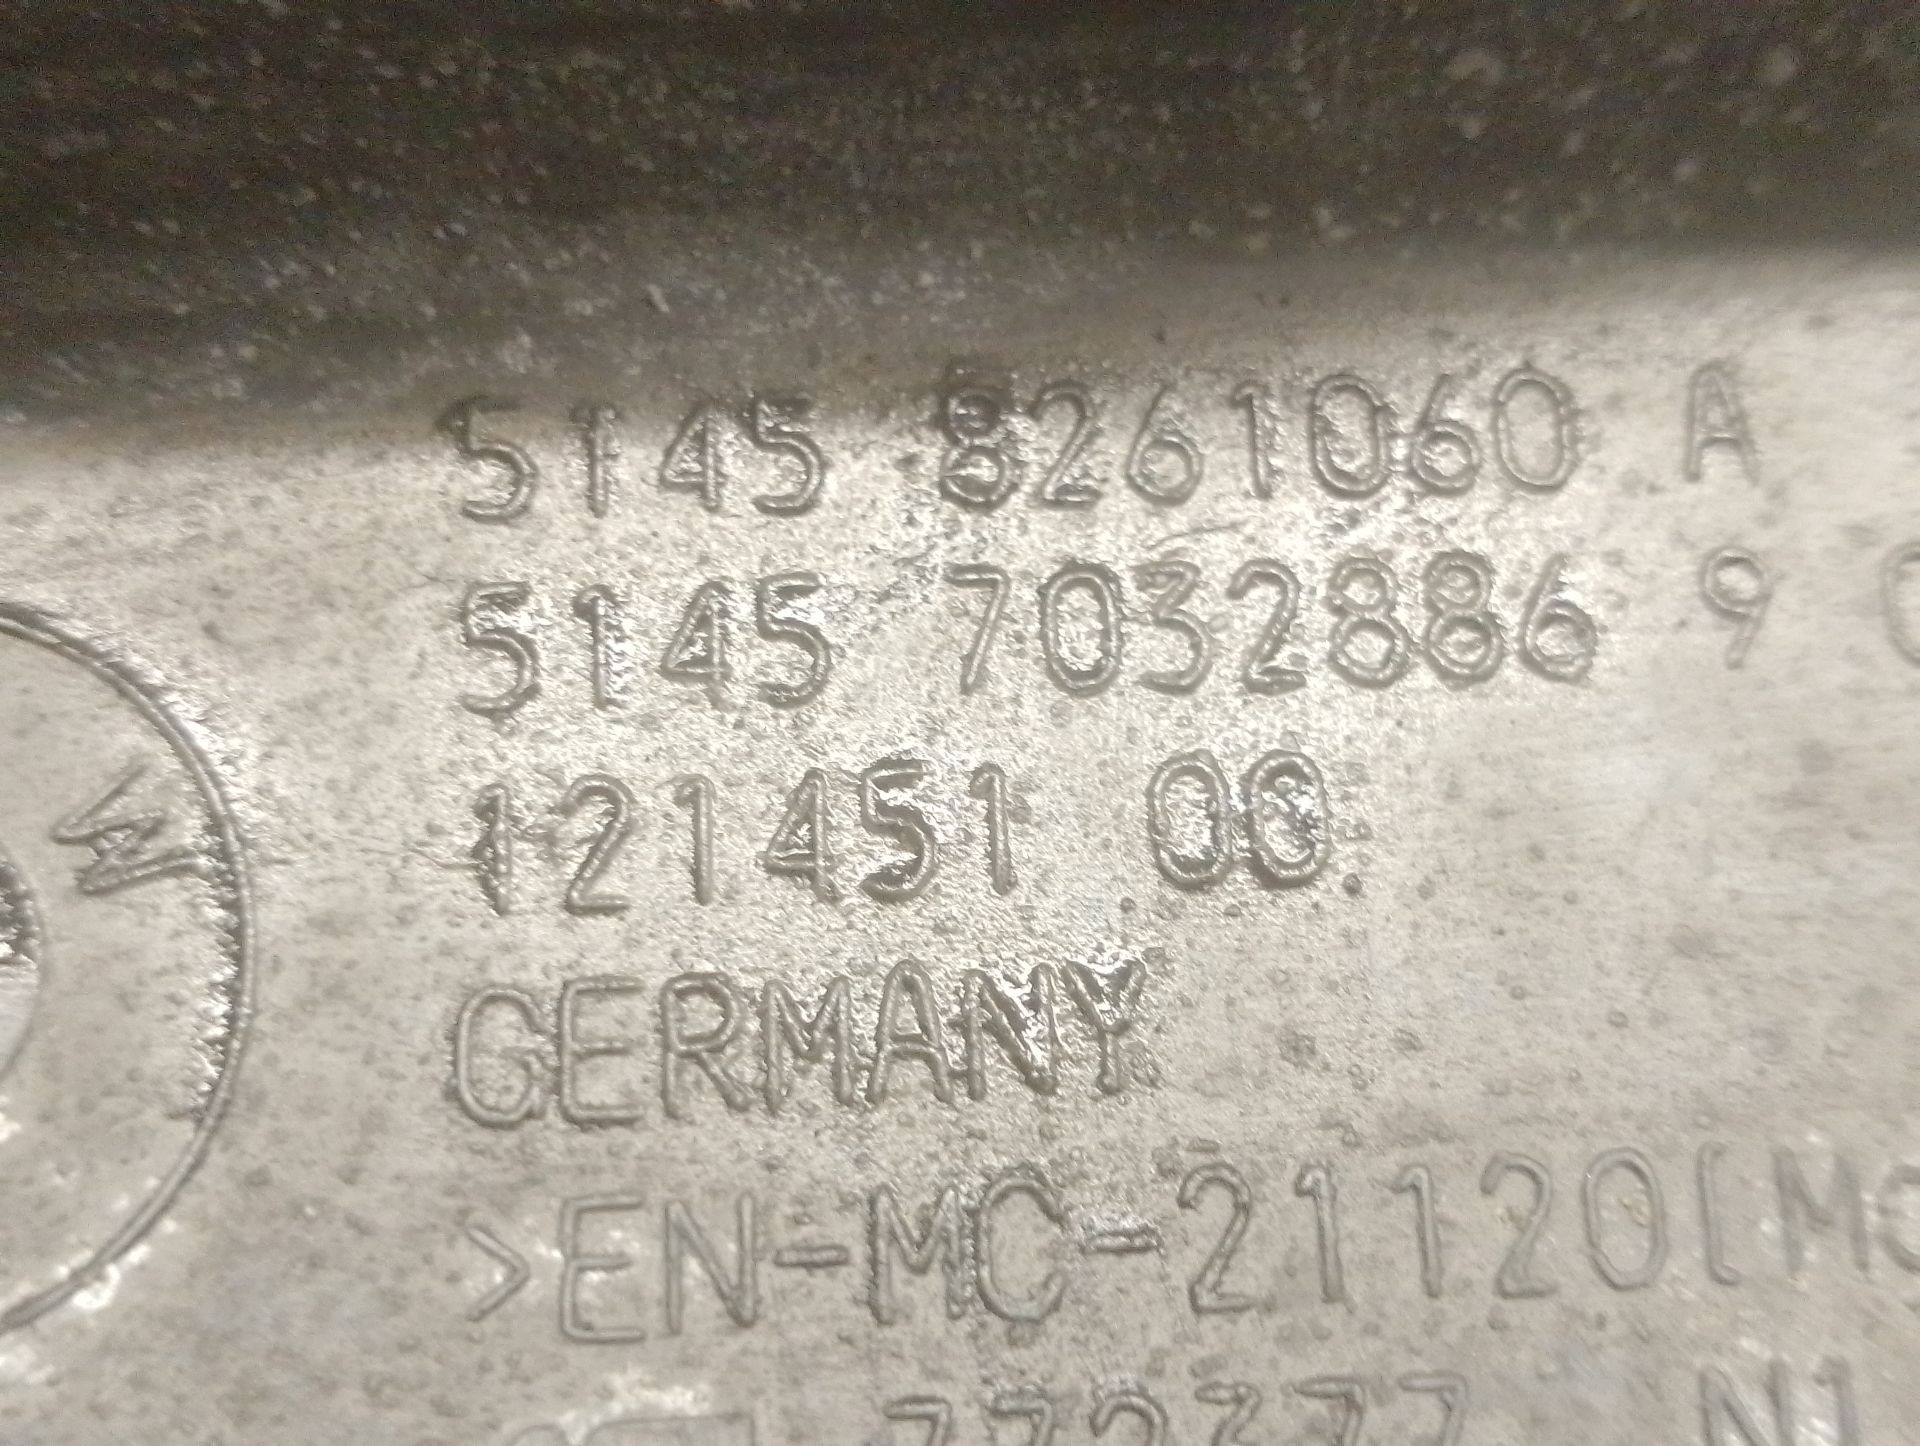 5145 8261060 A
5145 7032886 9
121451 00
GERMANY
>EN-MC-21120[M
W